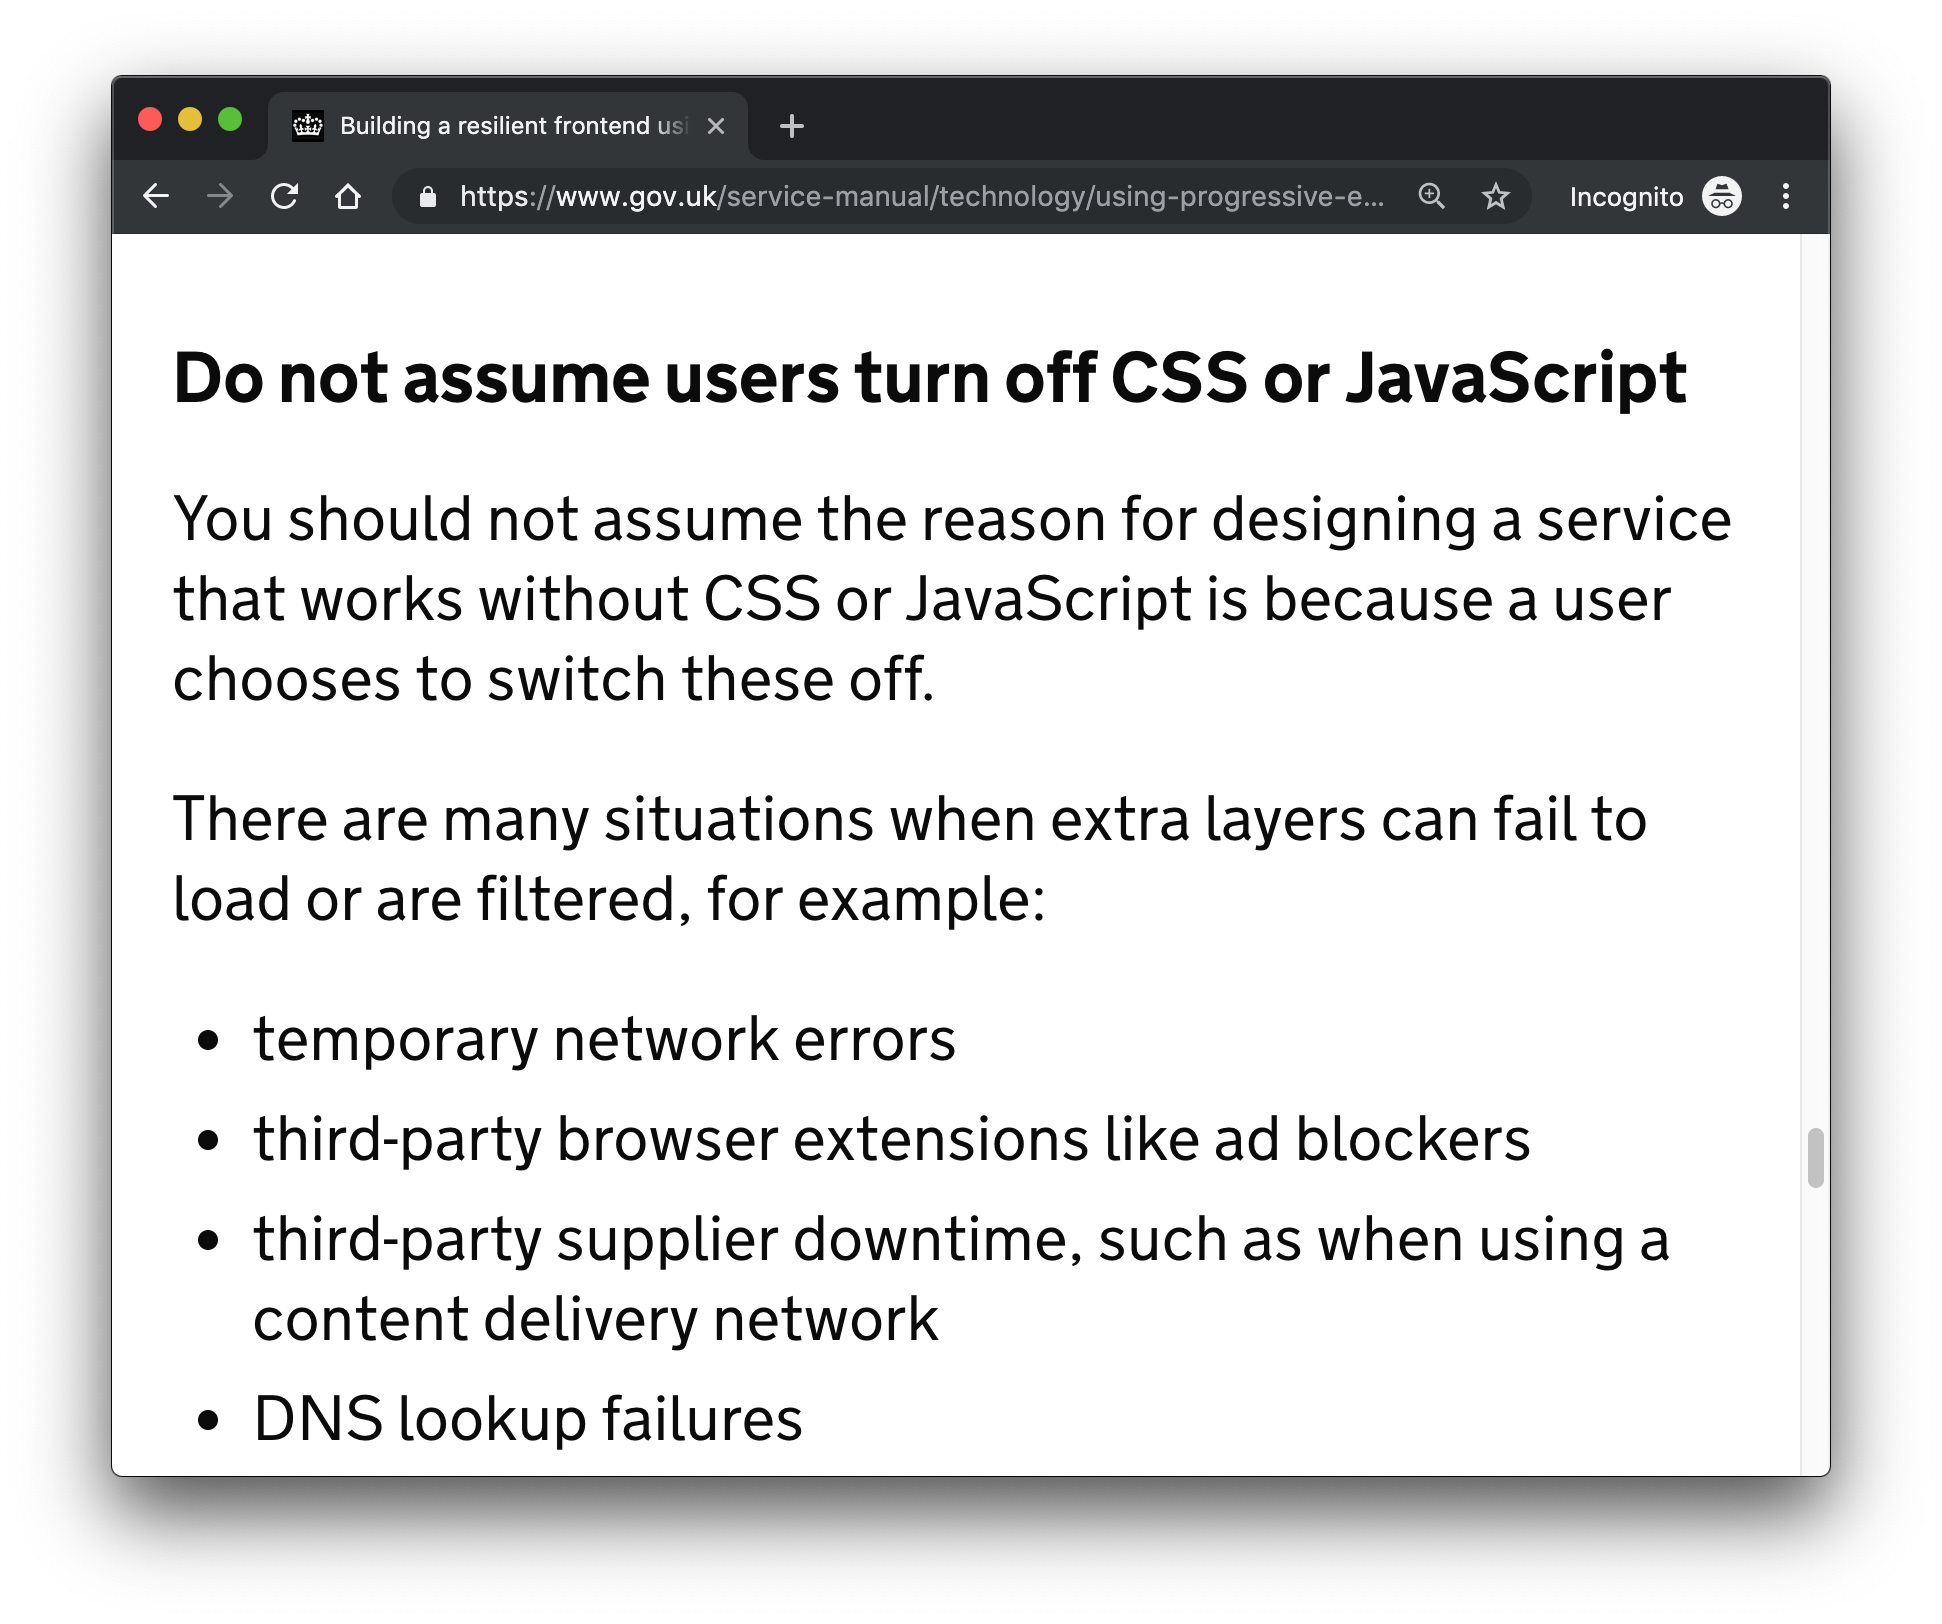 Building a resilient frontend usi
https://www.gov.uk/service-manual/technology/using-progressive-e...
Incognito
Do not assume users turn off CSS or JavaScript
You should not assume the reason for designing a service
that works without CSS or JavaScript is because a user
chooses to switch these off.
There are many situations when extra layers can fail to
load or are filtered, for example:
• temporary network errors
• third-party browser extensions like ad blockers
• third-party supplier downtime, such as when using a
content delivery network
• DNS lookup failures